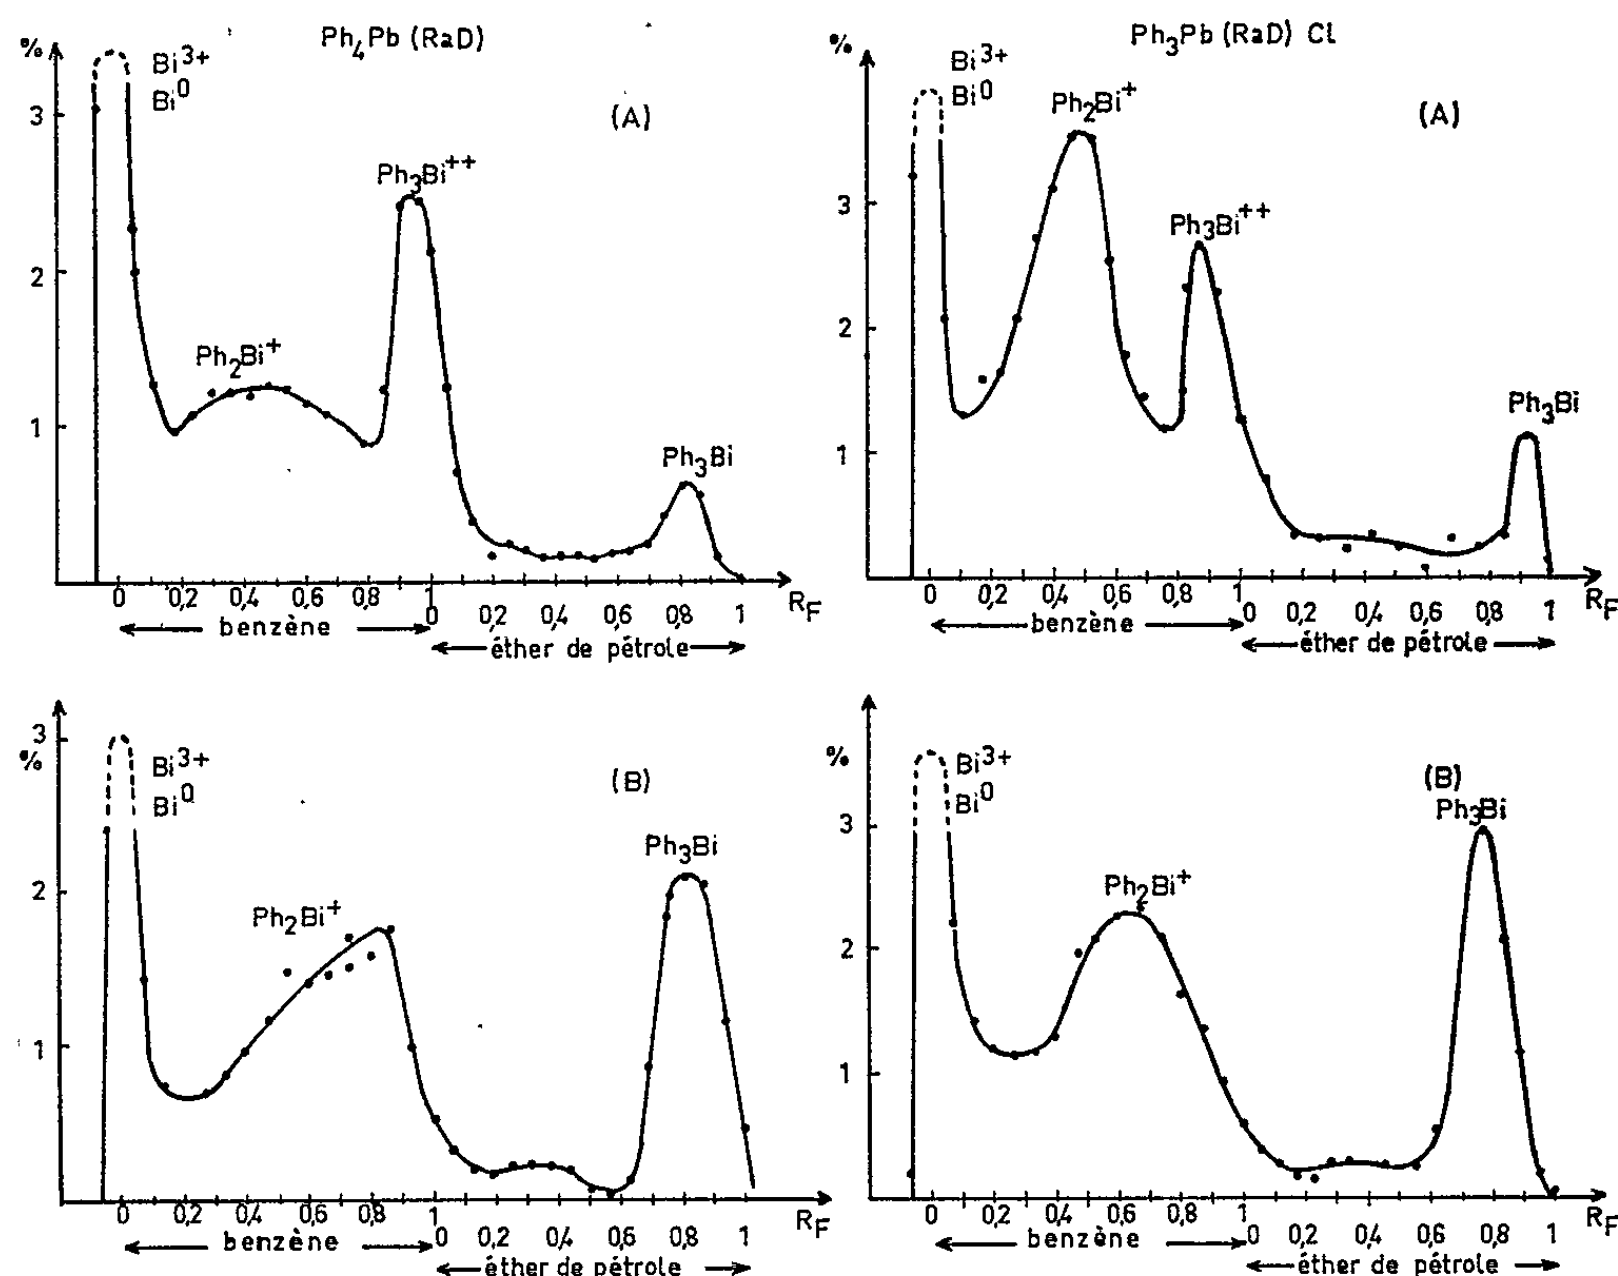 Ph4Pb (RaD)
%
Bi3+
Bi0
(A)
Ph3Bi++
Ph2Bi+
Ph3Bi
3
2
1
0 0,2 0,4 0,6 0,8 1
0 0,2 0,4 0,6 0,8 1
RF
benzène
éther de pétrole
Ph3Pb (RaD) Cl
%
Bi3+
Bi0
Ph2Bi+
(A)
Ph3Bi++
Ph3Bi
3
2
1
0 0,2 0,4 0,6 0,8 1
0 0,2 0,4 0,6 0,8 1
RF
benzène
éther de pétrole
3
%
Bi3+
Bi0
(B)
Ph3Bi
Ph2Bi+
2
1
0 0,2 0,4 0,6 0,8 1
0 0,2 0,4 0,6 0,8 1
RF
benzène
éther de pétrole
%
Bi3+
Bi0
(B)
Ph3Bi
Ph2Bi+
3
2
1
0 0,2 0,4 0,6 0,8 1
0 0,2 0,4 0,6 0,8 1
RF
benzène
éther de pétrole